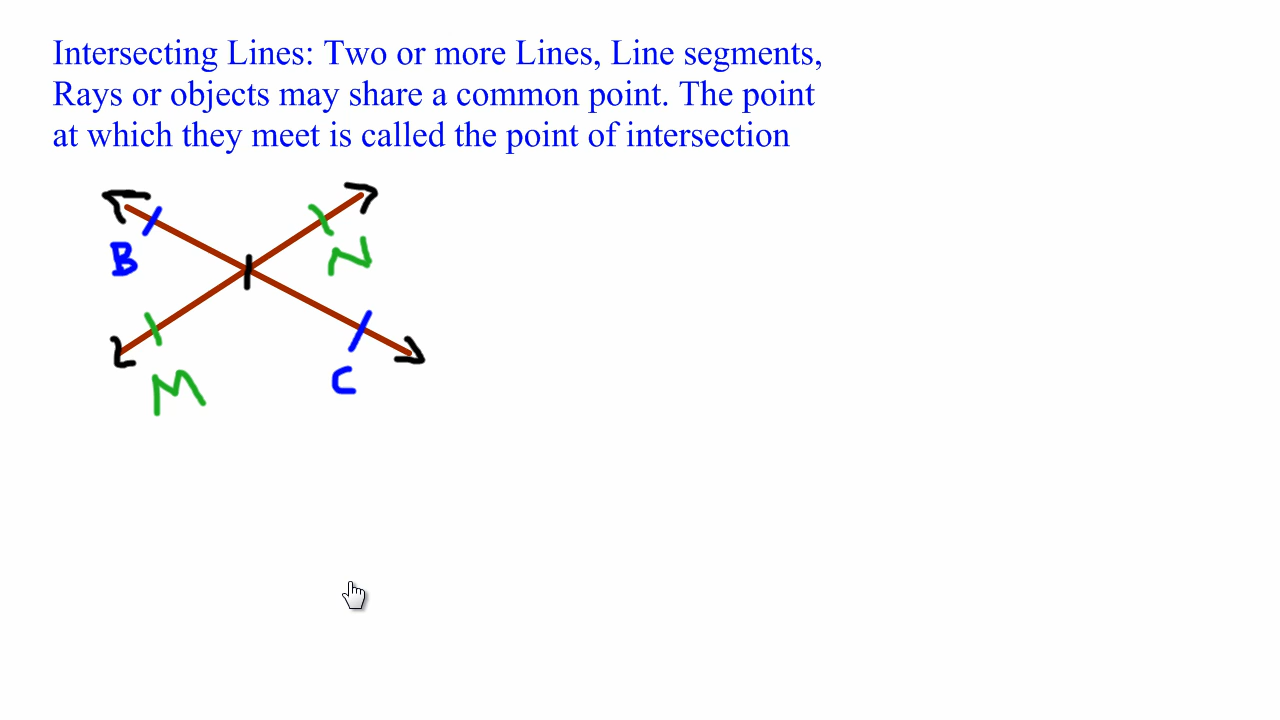 Intersecting Lines: Two or more Lines, Line segments,
Rays or objects may share a common point. The point
at which they meet is called the point of intersection
B N
M C